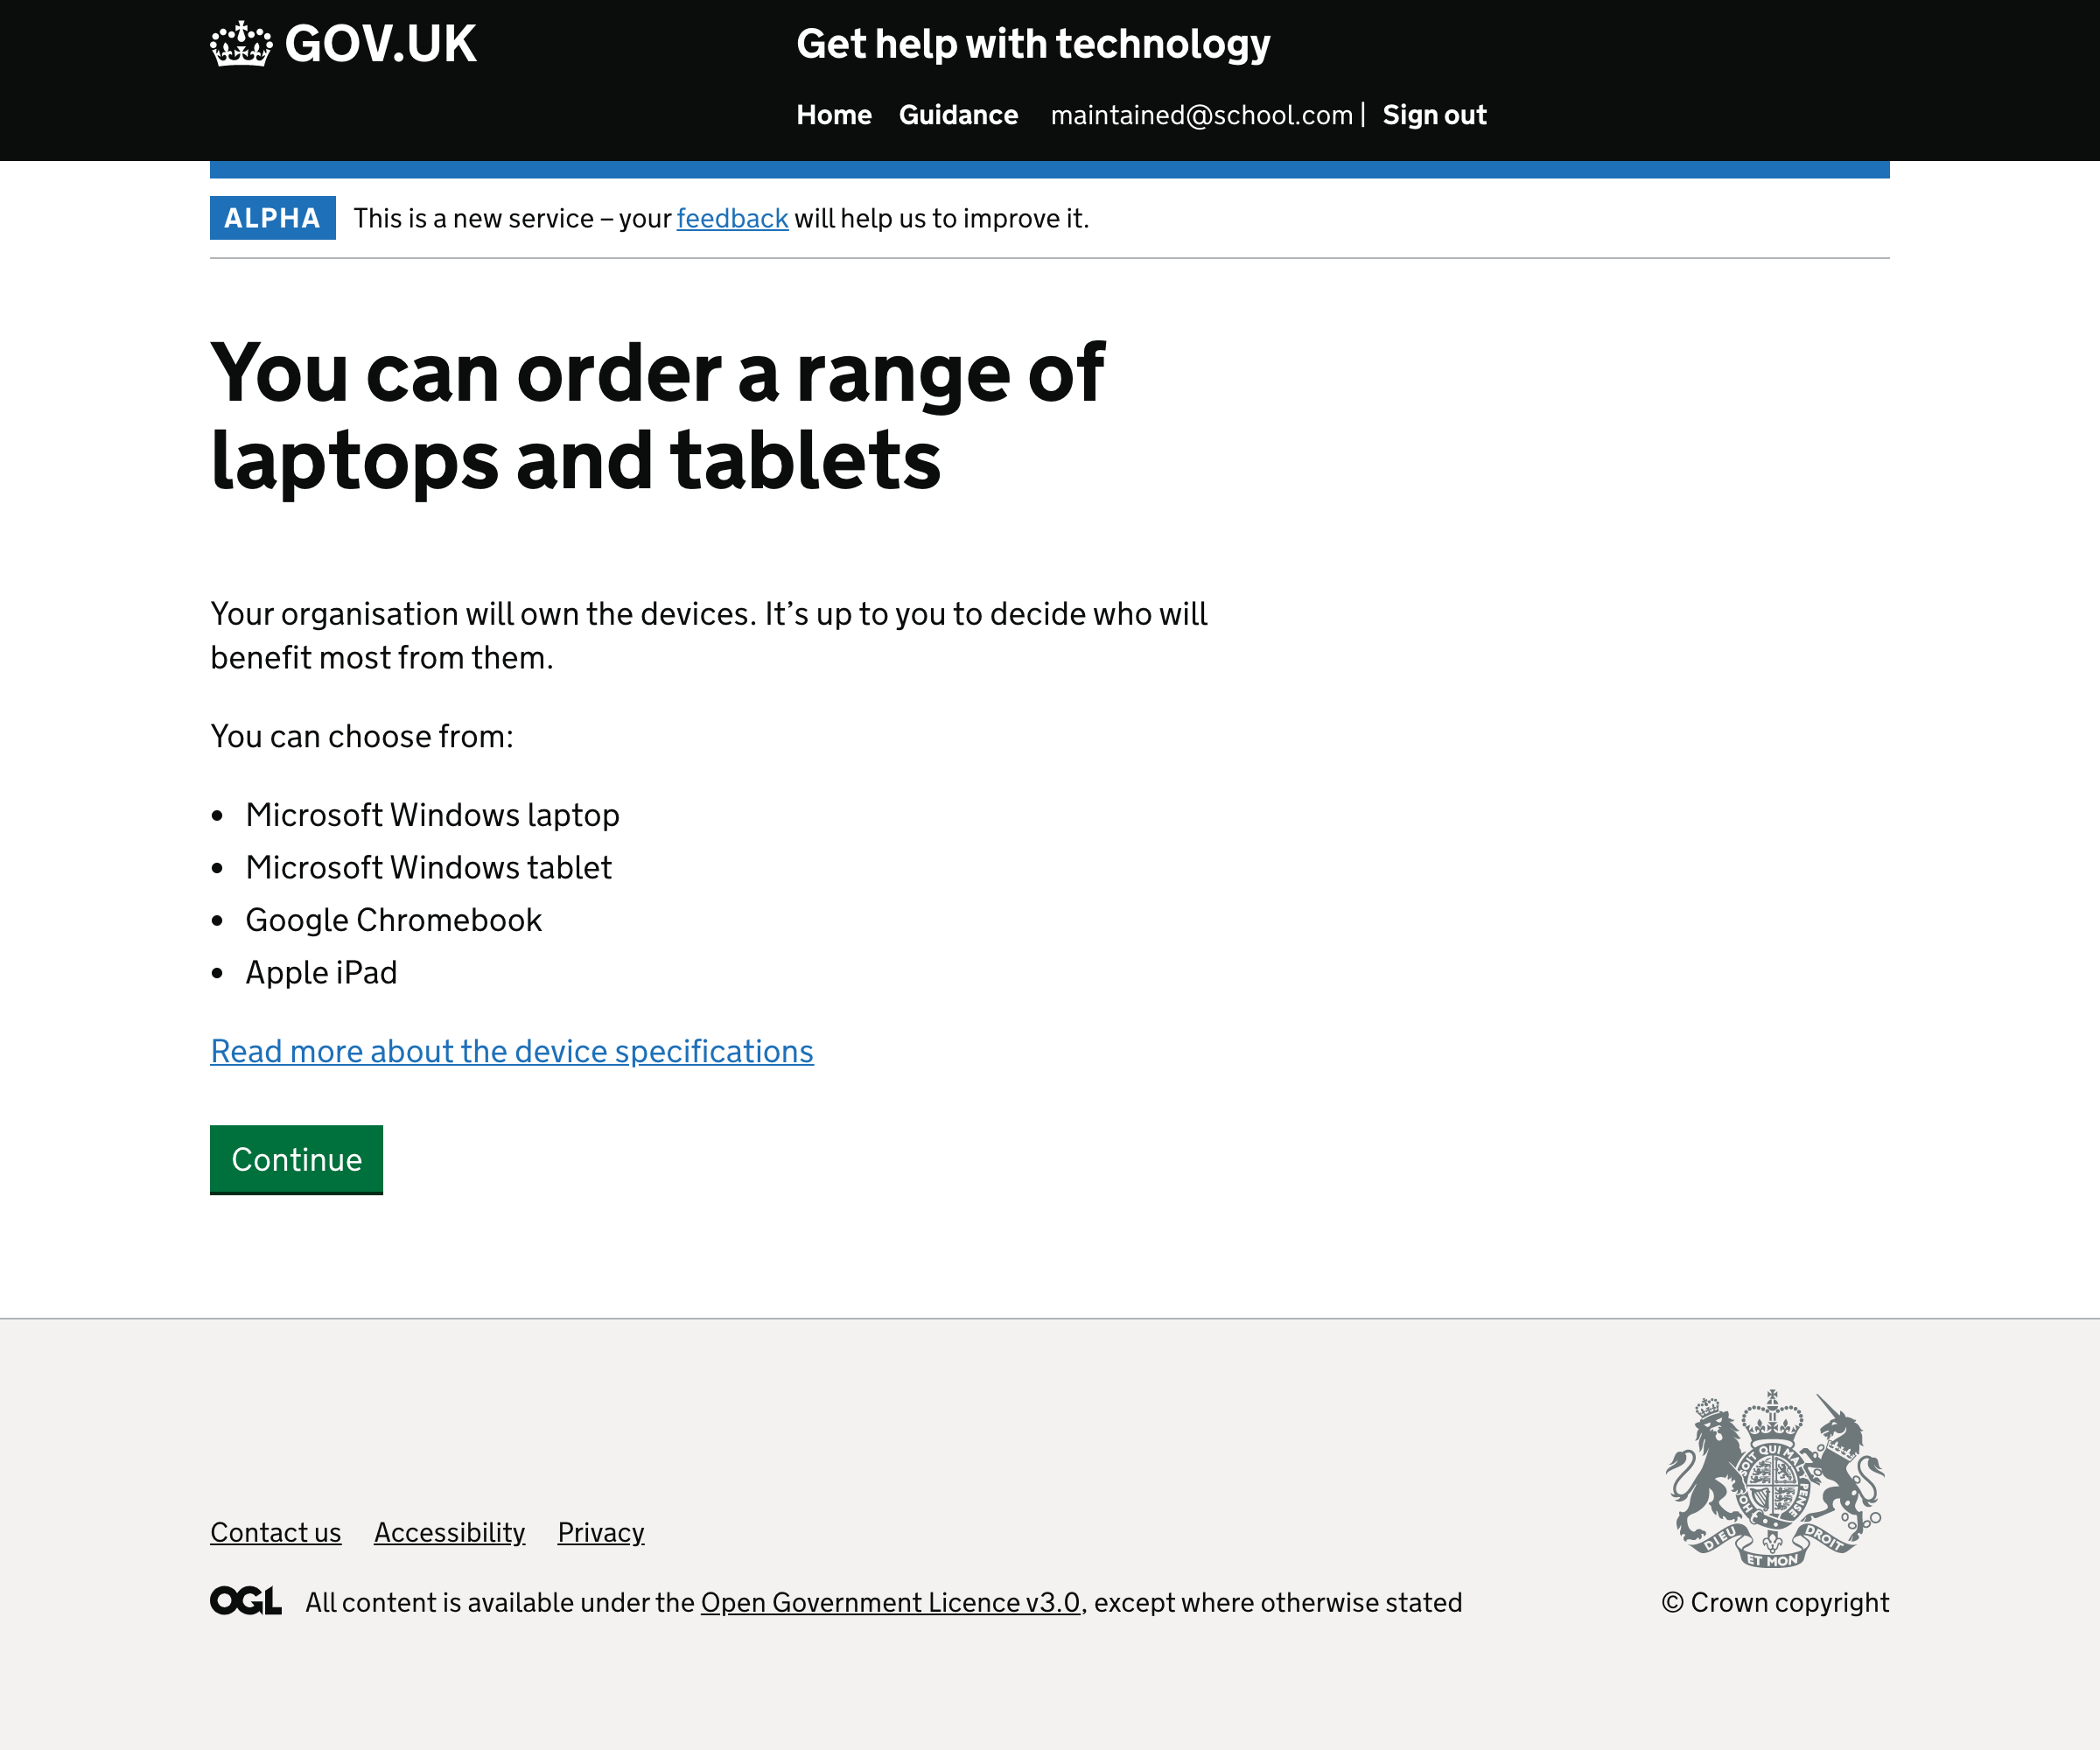 GOV.UK
Get help with technology
Home Guidance maintained@school.com | Sign out
ALPHA This is a new service – your feedback will help us to improve it.
You can order a range of
laptops and tablets
Your organisation will own the devices. It’s up to you to decide who will
benefit most from them.
You can choose from:
• Microsoft Windows laptop
• Microsoft Windows tablet
• Google Chromebook
• Apple iPad
Read more about the device specifications
Continue
Contact us Accessibility Privacy
OGL All content is available under the Open Government Licence v3.0, except where otherwise stated
SOIT QUI MAL Y PENSE
HON
DIEU ET MON DROIT
© Crown copyright